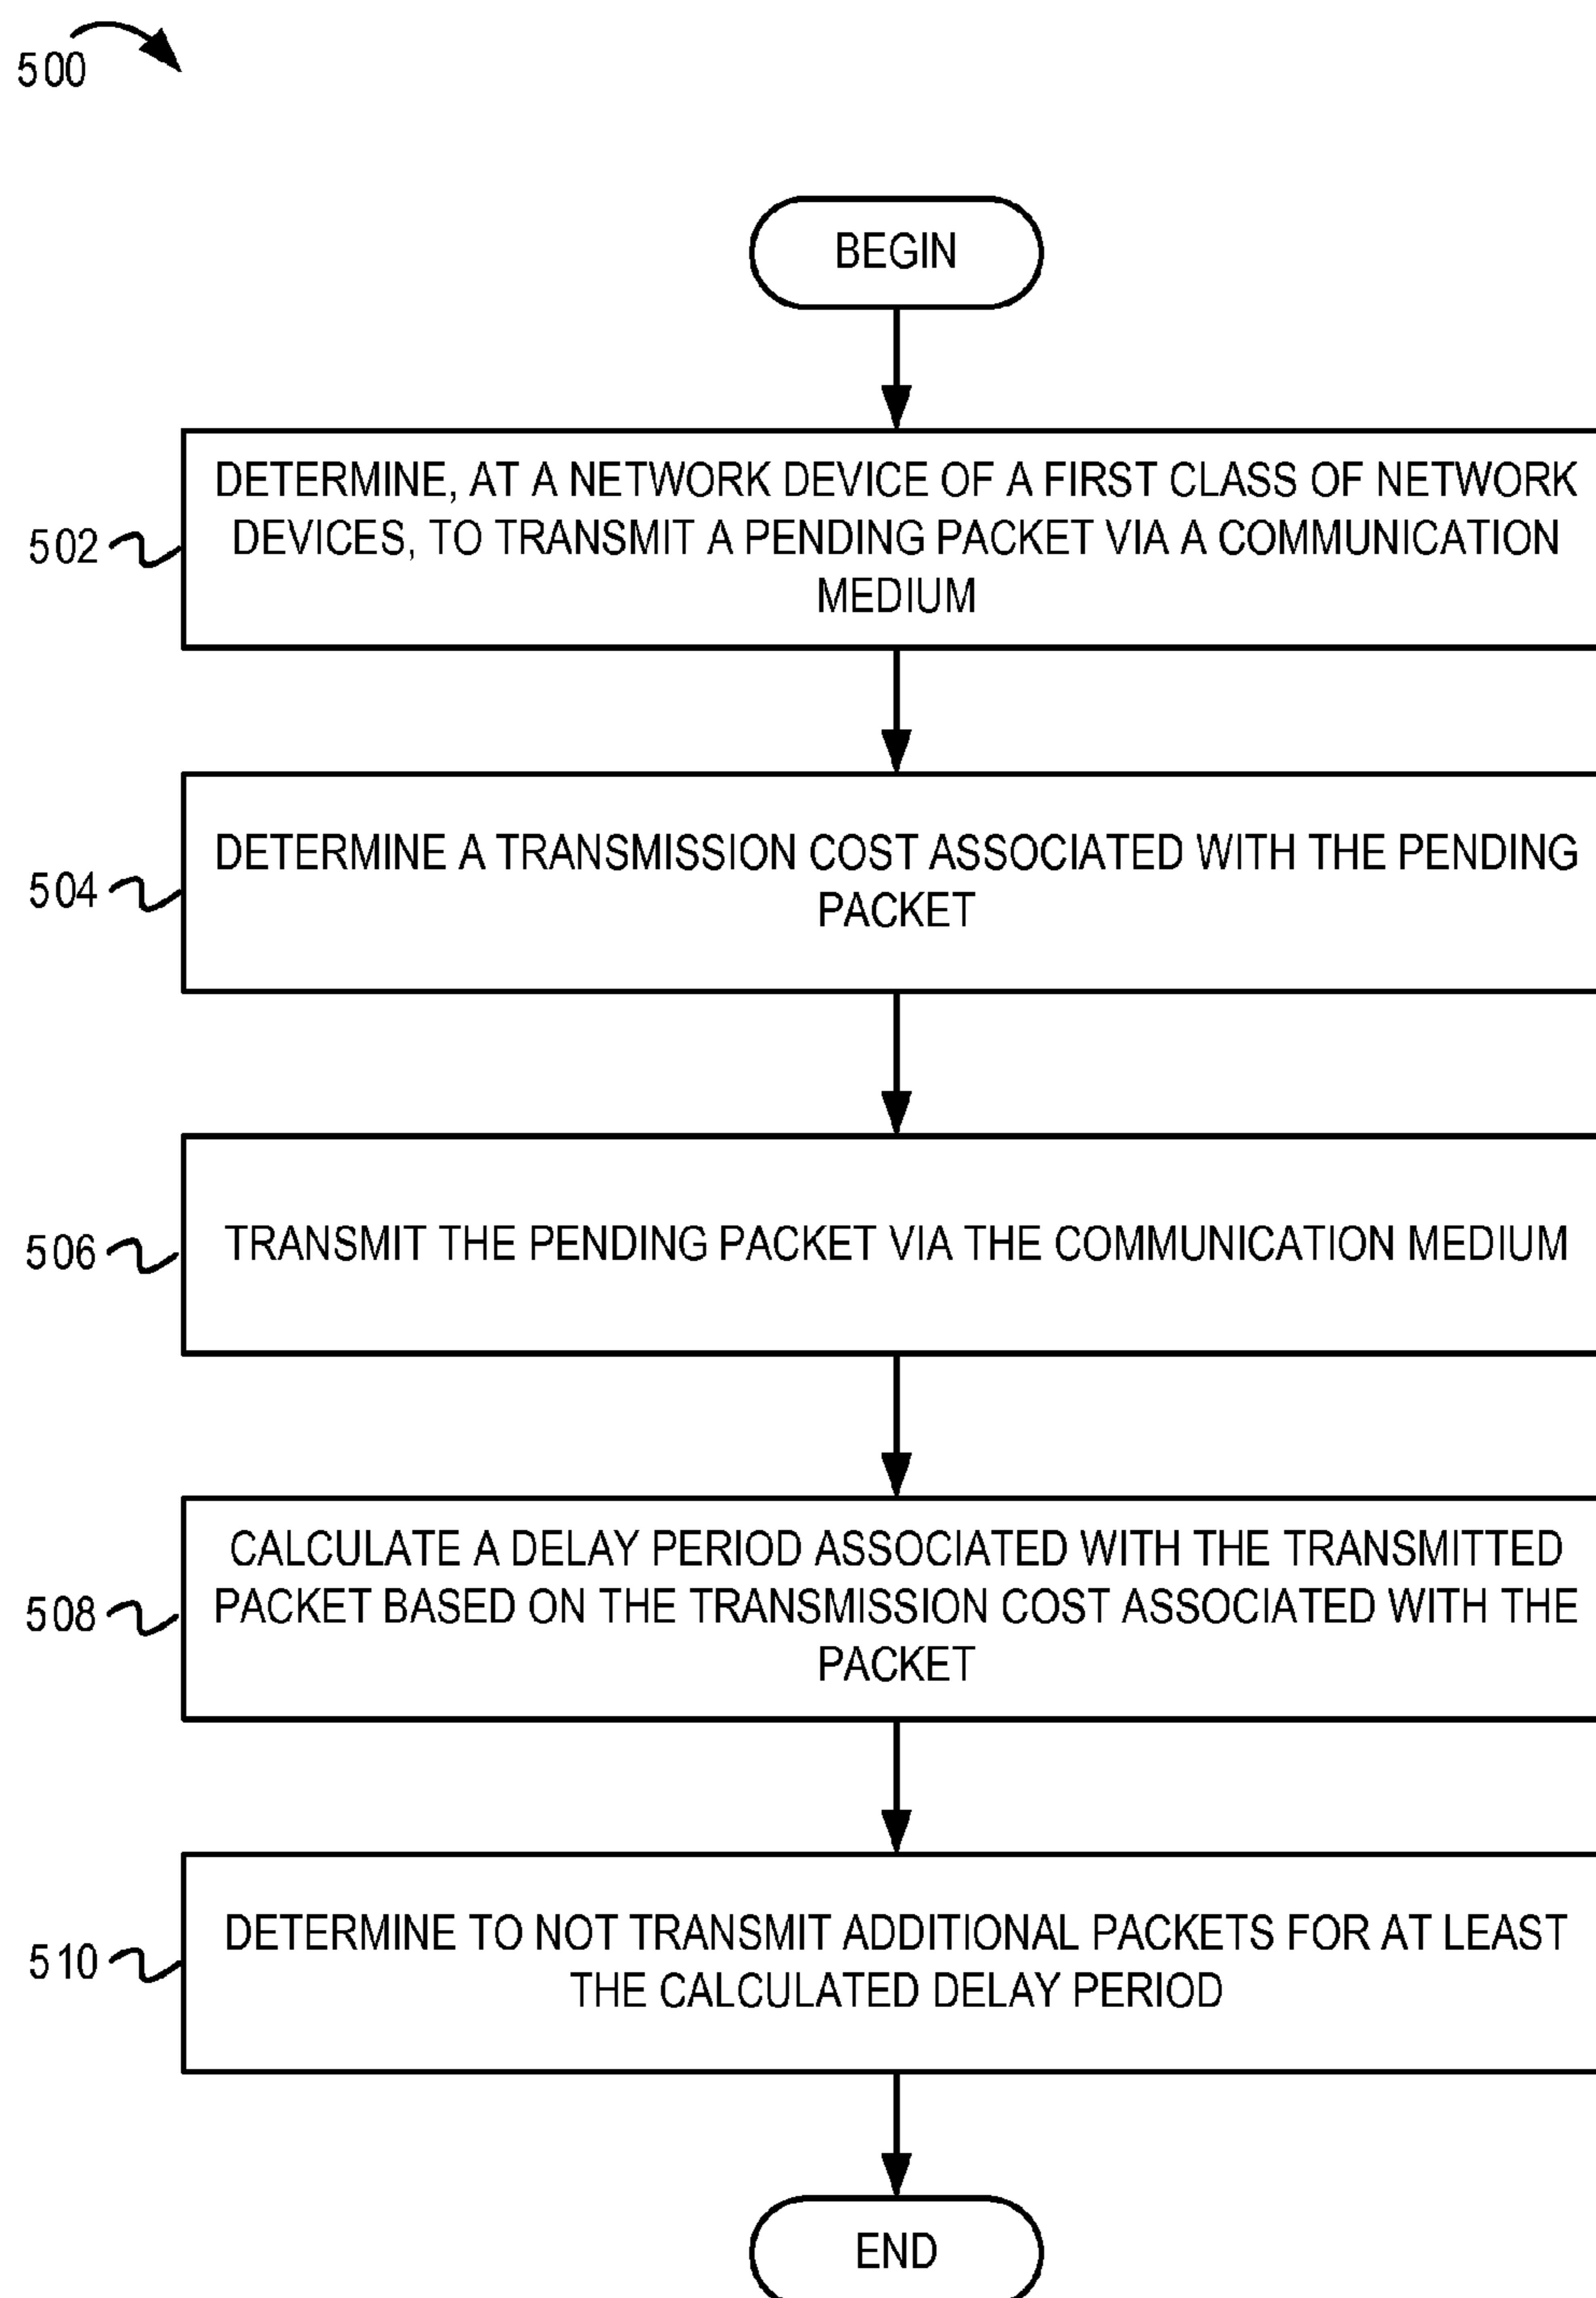 500
BEGIN
502
DETERMINE, AT A NETWORK DEVICE OF A FIRST CLASS OF NETWORK
DEVICES, TO TRANSMIT A PENDING PACKET VIA A COMMUNICATION
MEDIUM
504
DETERMINE A TRANSMISSION COST ASSOCIATED WITH THE PENDING
PACKET
506
TRANSMIT THE PENDING PACKET VIA THE COMMUNICATION MEDIUM
508
CALCULATE A DELAY PERIOD ASSOCIATED WITH THE TRANSMITTED
PACKET BASED ON THE TRANSMISSION COST ASSOCIATED WITH THE
PACKET
510
DETERMINE TO NOT TRANSMIT ADDITIONAL PACKETS FOR AT LEAST
THE CALCULATED DELAY PERIOD
END